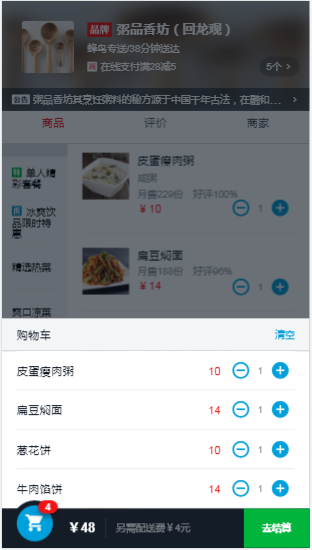 品牌 粥品香坊（回龙观）
蜂鸟专送/38分钟送达
减 在线支付满28减5
5个 >
公告 粥品香坊其烹饪粥料的秘方源于中国千年古法，在融和...
商品 评价 商家
单人精彩套餐
冰爽饮品限时特惠
精选热菜
爽口凉菜
皮蛋瘦肉粥
咸粥
月售229份 好评100%
￥10 1
扁豆焖面
月售188份 好评96%
￥14 1
购物车 清空
皮蛋瘦肉粥 10 1
扁豆焖面 14 1
葱花饼 10 1
牛肉馅饼 14 1
4
￥48 另需配送费￥4元 去结算